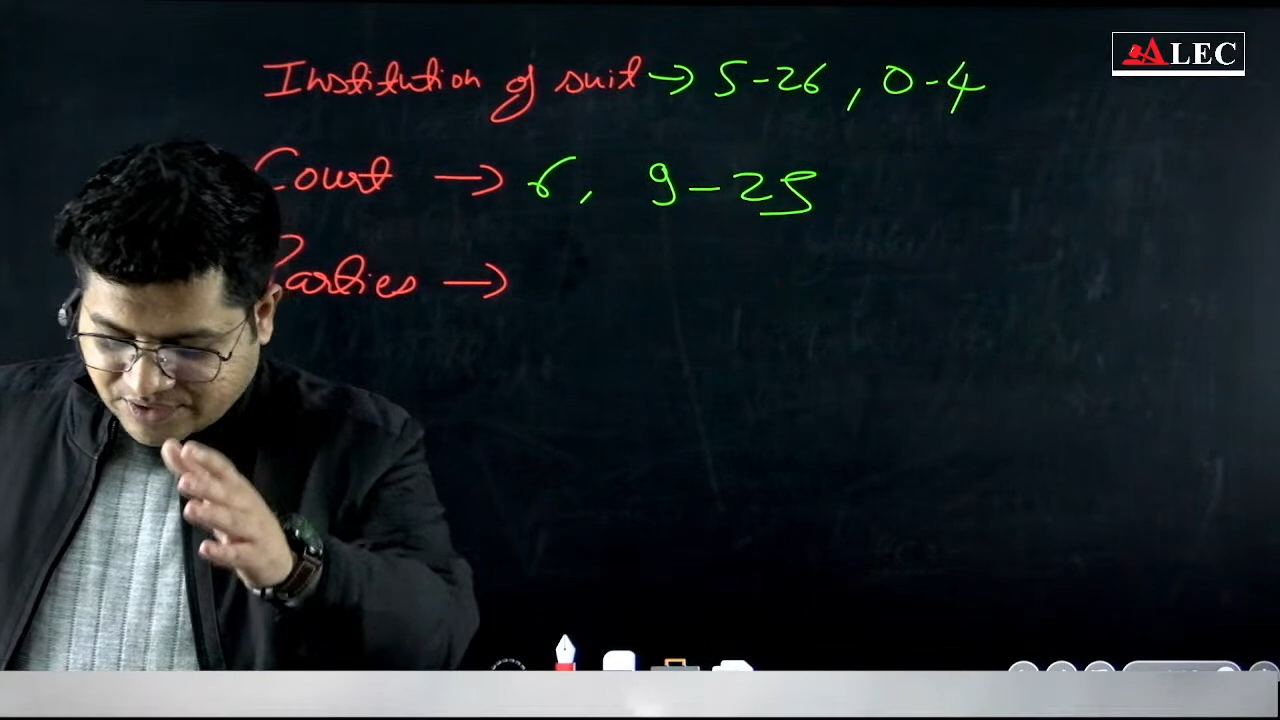 ALEC
Institution of suit → S-26, O-4
Court → 6, 9-25
Parties →